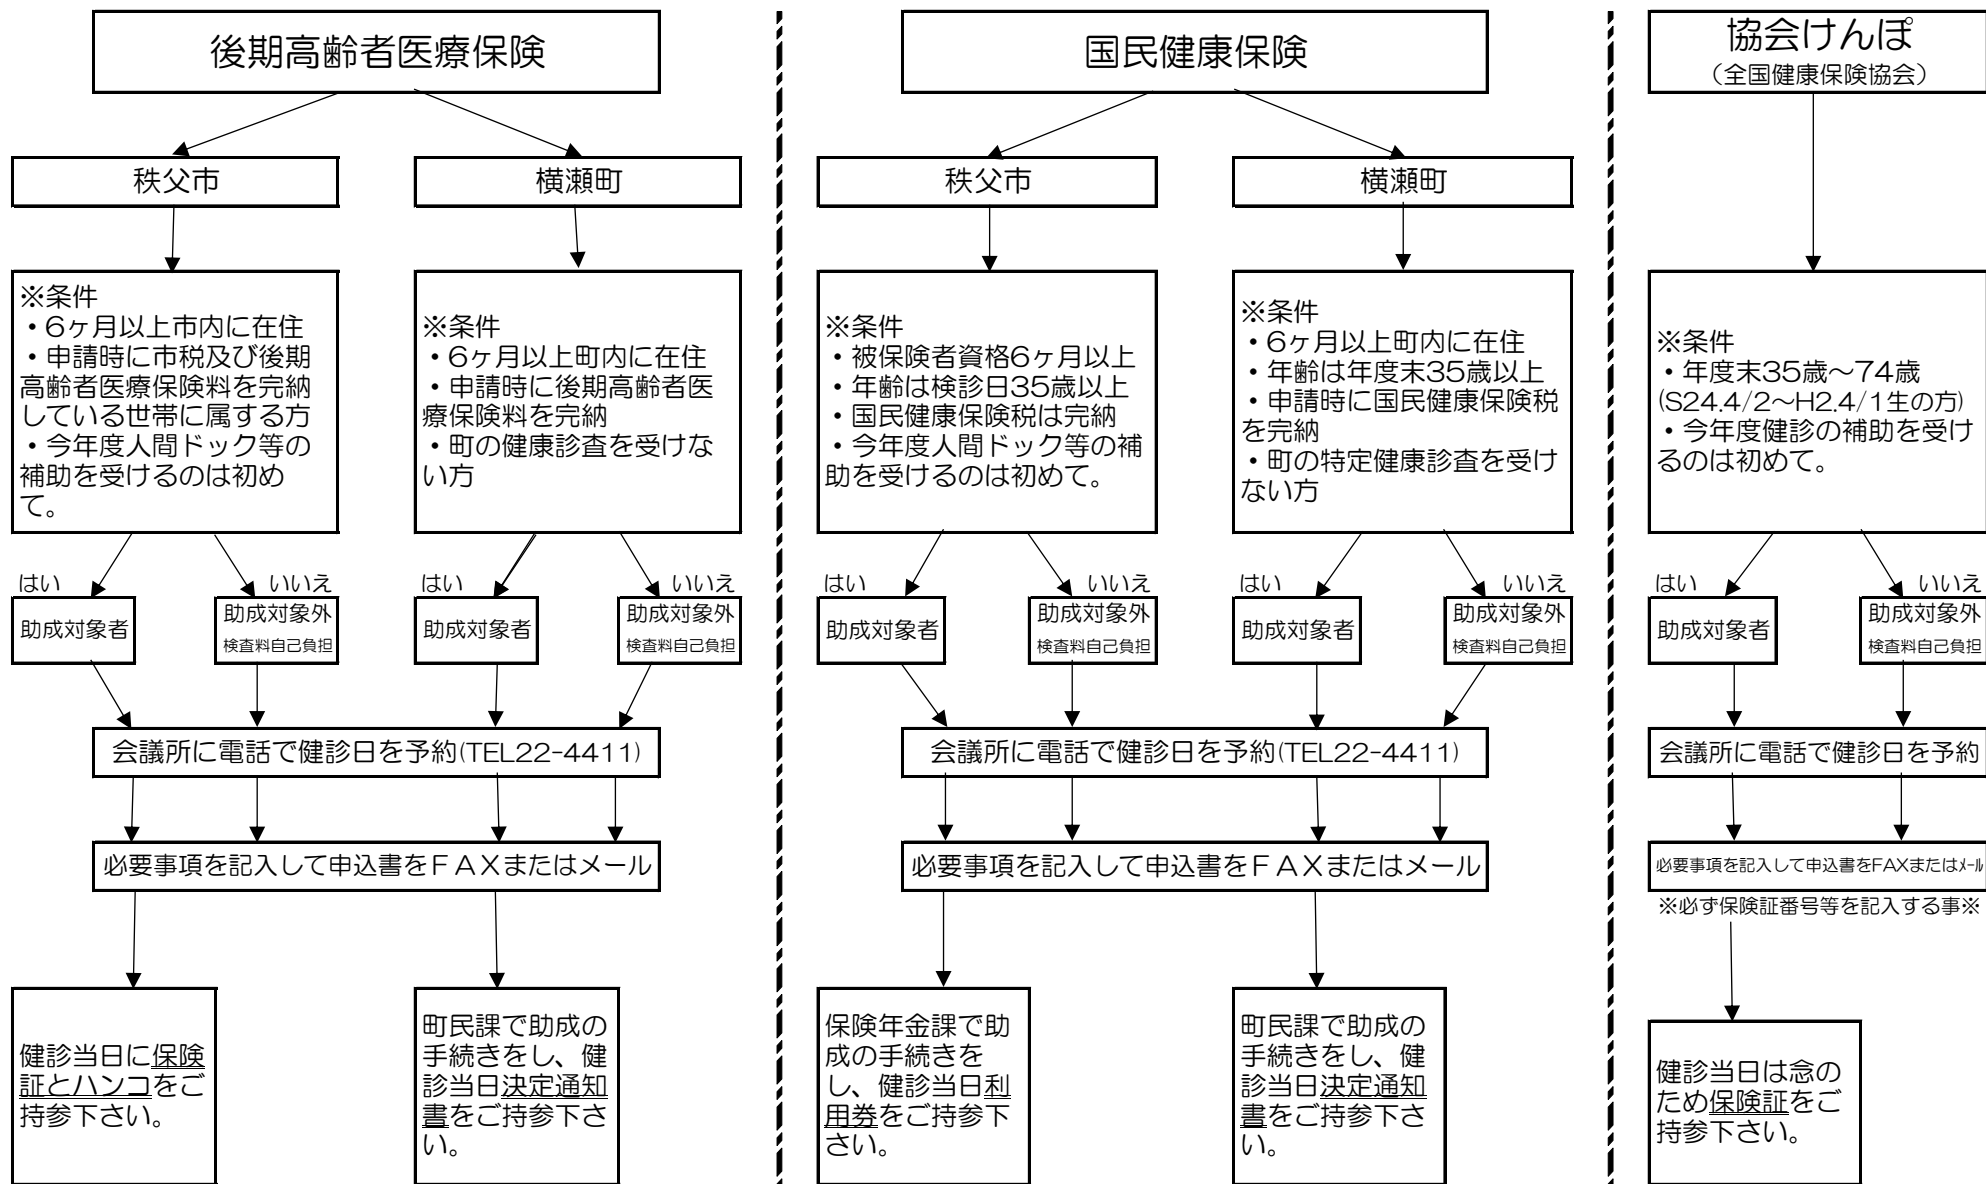 後期高齢者医療保険
秩父市
横瀬町
※条件
・6ヶ月以上市内に在住
・申請時に市税及び後期
高齢者医療保険料を完納
している世帯に属する方
・今年度人間ドック等の
補助を受けるのは初め
て。
※条件
・6ヶ月以上町内に在住
・申請時に後期高齢者医
療保険料を完納
・町の健康診査を受けな
い方
はい
いいえ
助成対象者
助成対象外
検査料自己負担
はい
いいえ
助成対象者
助成対象外
検査料自己負担
会議所に電話で健診日を予約(TEL22-4411)
必要事項を記入して申込書をＦＡＸまたはメール
健診当日に保険
証とハンコをご
持参下さい。
町民課で助成の
手続きをし、健
診当日決定通知
書をご持参下さ
い。
国民健康保険
秩父市
横瀬町
※条件
・被保険者資格6ヶ月以上
・年齢は検診日35歳以上
・国民健康保険税は完納
・今年度人間ドック等の補
助を受けるのは初めて。
※条件
・6ヶ月以上町内に在住
・年齢は年度末35歳以上
・申請時に国民健康保険税
を完納
・町の特定健康診査を受け
ない方
はい
いいえ
助成対象者
助成対象外
検査料自己負担
はい
いいえ
助成対象者
助成対象外
検査料自己負担
会議所に電話で健診日を予約(TEL22-4411)
必要事項を記入して申込書をＦＡＸまたはメール
保険年金課で助
成の手続きを
し、健診当日利
用券をご持参下
さい。
町民課で助成の
手続きをし、健
診当日決定通知
書をご持参下さ
い。
協会けんぽ
（全国健康保険協会）
※条件
・年度末35歳～74歳
(S24.4/2～H2.4/1生の方)
・今年度健診の補助を受け
るのは初めて。
はい
いいえ
助成対象者
助成対象外
検査料自己負担
会議所に電話で健診日を予約
必要事項を記入して申込書をFAXまたはﾒｰﾙ
※必ず保険証番号等を記入する事※
健診当日は念の
ため保険証をご
持参下さい。